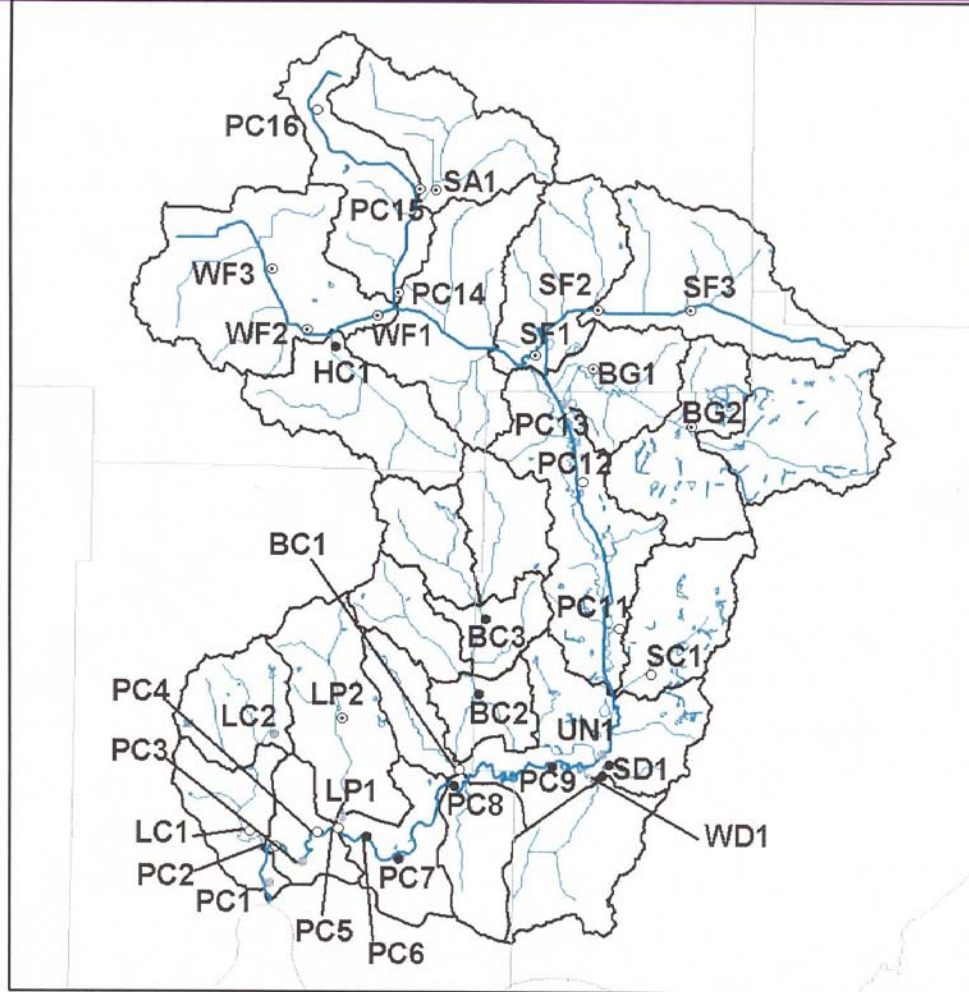 PC16
SA1
PC15
WF3
PC14
SF2
SF3
WF2
WF1
SF1
HC1
BG1
PC13
BG2
PC12
BC1
PC11
BC3
SC1
PC4
LP2
BC2
LC2
UN1
PC3
PC9
SD1
LP1
PC8
LC1
WD1
PC2
PC7
PC1
PC5
PC6